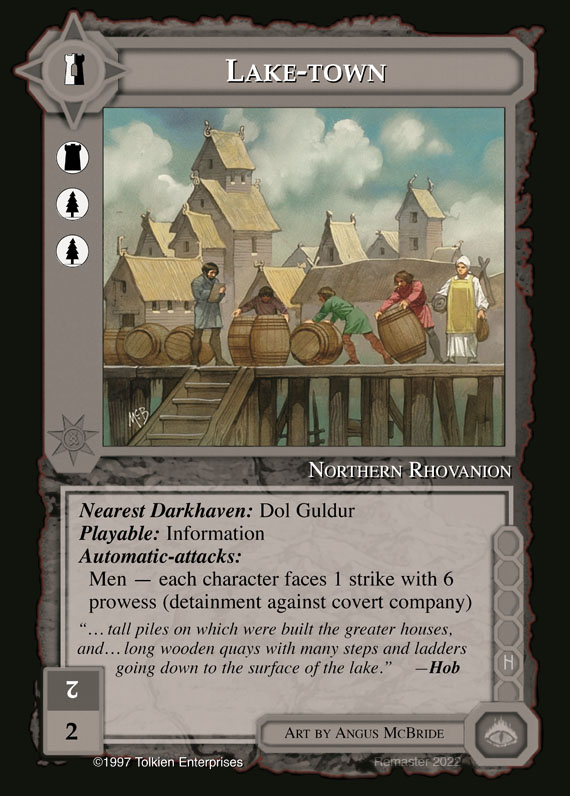 Lake-town
MEB
Northern Rhovanion
Nearest Darkhaven: Dol Guldur
Playable: Information
Automatic-attacks:
Men — each character faces 1 strike with 6
prowess (detainment against covert company)
“… tall piles on which were built the greater houses,
and… long wooden quays with many steps and ladders
going down to the surface of the lake.” —Hob
2
2
Art by Angus McBride
©1997 Tolkien Enterprises
Remaster 2022